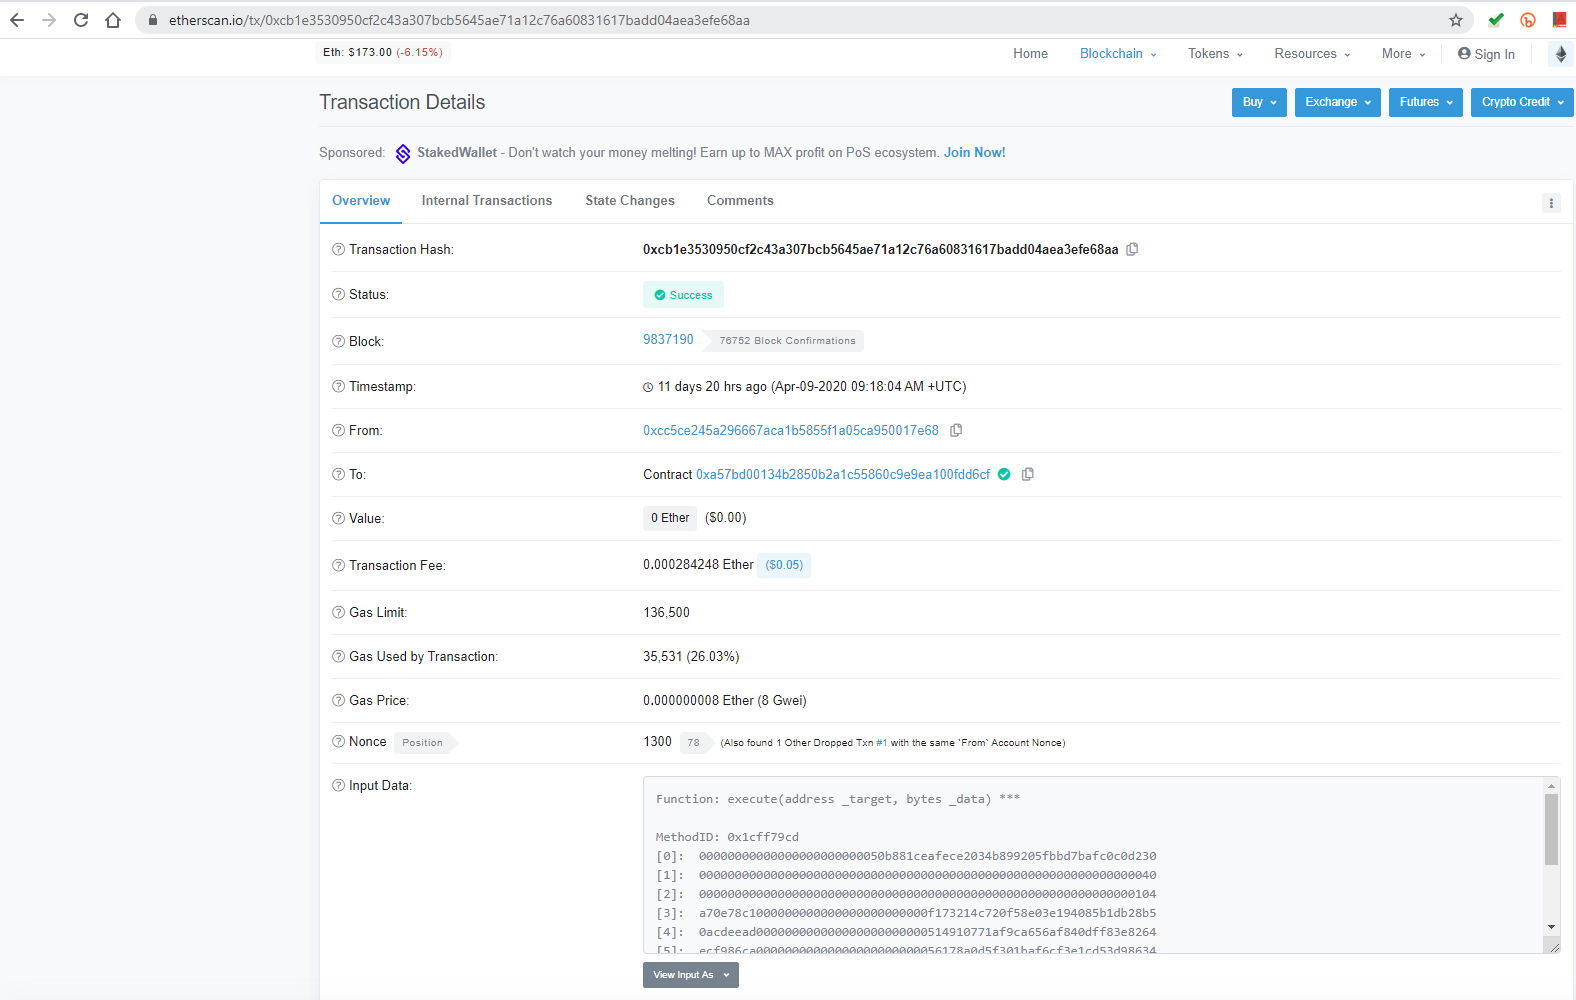 etherscan.io/tx/0xcb1e3530950cf2c43a307bcb5645ae71a12c76a60831617badd04aea3efe68aa
Eth: $173.00 (-6.15%)
Home Blockchain Tokens Resources More Sign In
Transaction Details
Buy Exchange Futures Crypto Credit
Sponsored: StakedWallet - Don't watch your money melting! Earn up to MAX profit on PoS ecosystem. Join Now!
Overview Internal Transactions State Changes Comments
Transaction Hash: 0xcb1e3530950cf2c43a307bcb5645ae71a12c76a60831617badd04aea3efe68aa
Status: Success
Block: 9837190 76752 Block Confirmations
Timestamp: 11 days 20 hrs ago (Apr-09-2020 09:18:04 AM +UTC)
From: 0xcc5ce245a296667aca1b5855f1a05ca950017e68
To: Contract 0xa57bd00134b2850b2a1c55860c9e9ea100fdd6cf
Value: 0 Ether ($0.00)
Transaction Fee: 0.000284248 Ether ($0.05)
Gas Limit: 136,500
Gas Used by Transaction: 35,531 (26.03%)
Gas Price: 0.000000008 Ether (8 Gwei)
Nonce Position 1300 78 (Also found 1 Other Dropped Txn #1 with the same `From` Account Nonce)
Input Data:
Function: execute(address _target, bytes _data) ***
MethodID: 0x1cff79cd
[0]: 00000000000000000000000050b881ceafece2034b899205fbbd7bafc0c0d230
[1]: 0000000000000000000000000000000000000000000000000000000000000040
[2]: 0000000000000000000000000000000000000000000000000000000000000104
[3]: a70e78c1000000000000000000000000f173214c720f58e03e194085b1db28b5
[4]: 0acdeead000000000000000000000000514910771af9ca656af840dff83e8264
[5]: ecf986ca00000000000000000000000056178a0d5f301baf6cf3e1cd53d98634
View Input As